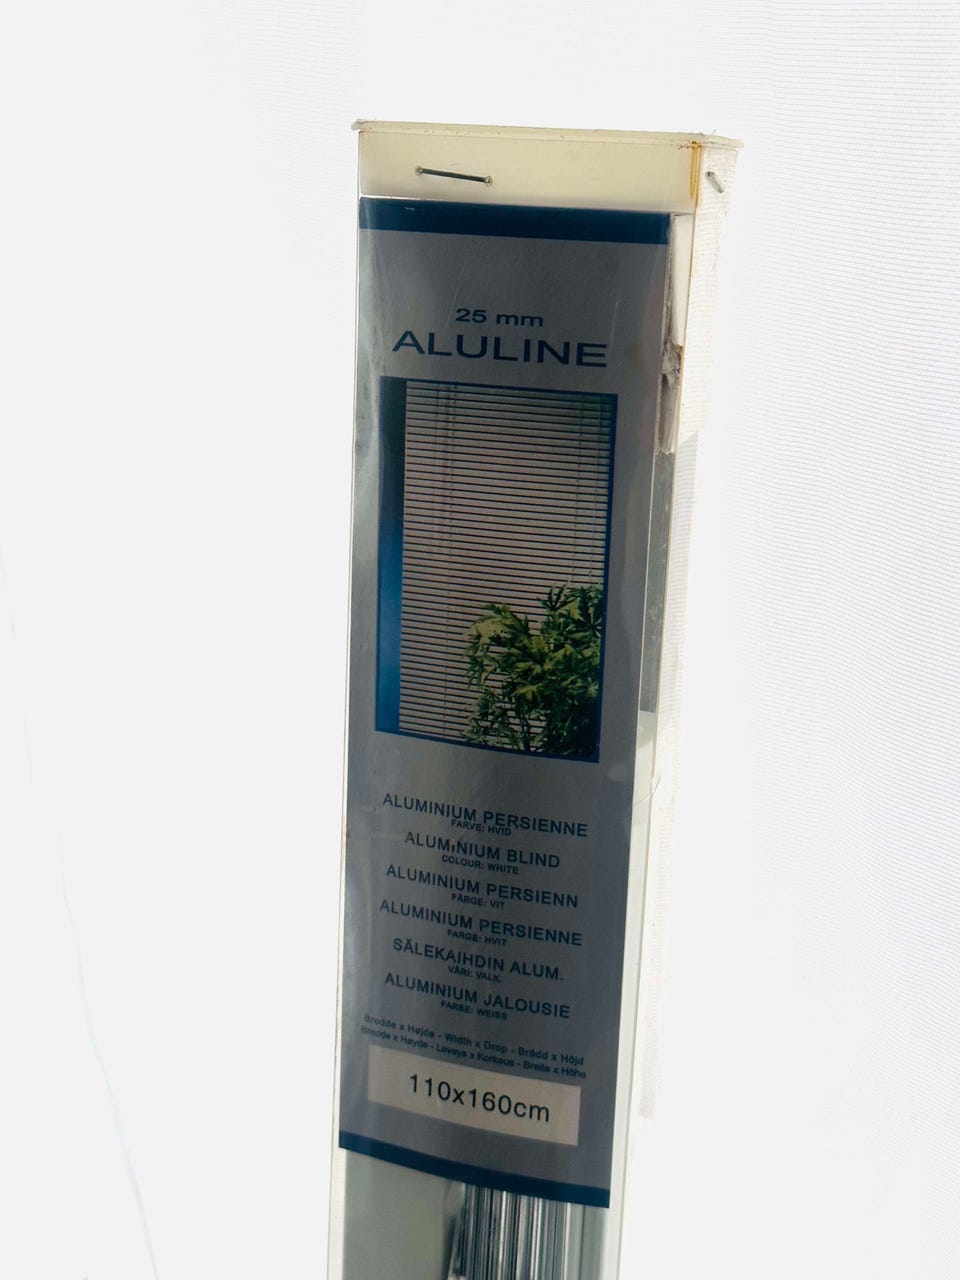 25 mm
ALULINE
ALUMINIUM PERSIENNE
FARVE: HVID
ALUMINIUM BLIND
COLOUR: WHITE
ALUMINIUM PERSIENN
FÄRGE: VIT
ALUMINIUM PERSIENNE
FARGE: HVIT
SÄLEKAIHDIN ALUM.
VÄRI: VALK.
ALUMINIUM JALOUSIE
FARBE: WEISS
Bredde x Højde - Width x Drop - Brädd x Höjd
Bredde x Høyde - Leveys x Korkeus - Breite x Höhe
110x160cm